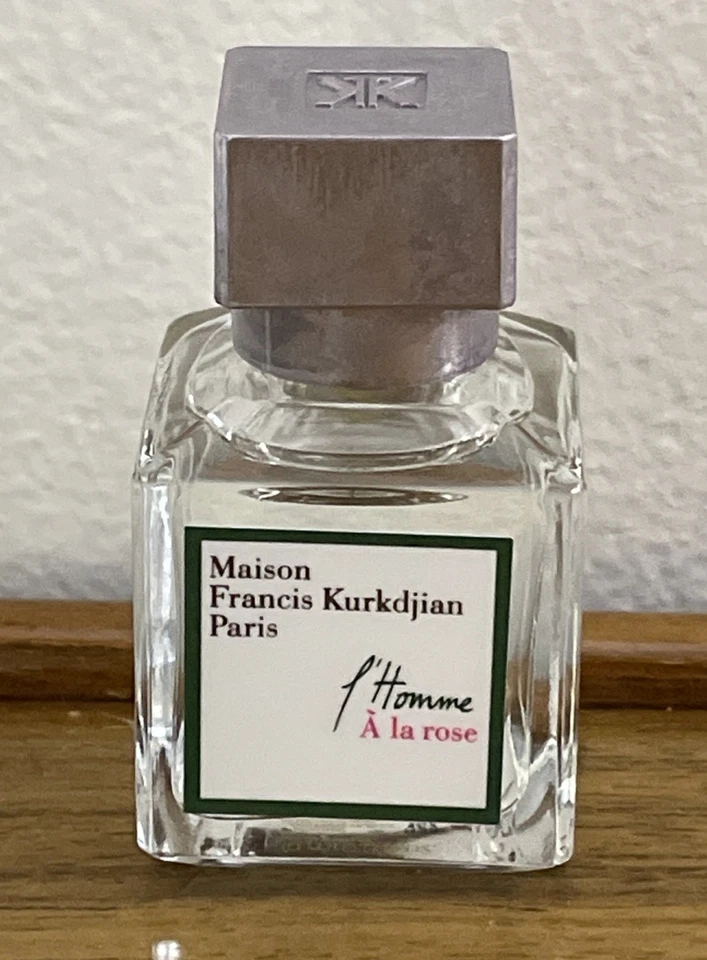 Maison
Francis Kurkdjian
Paris
l'Homme
À la rose